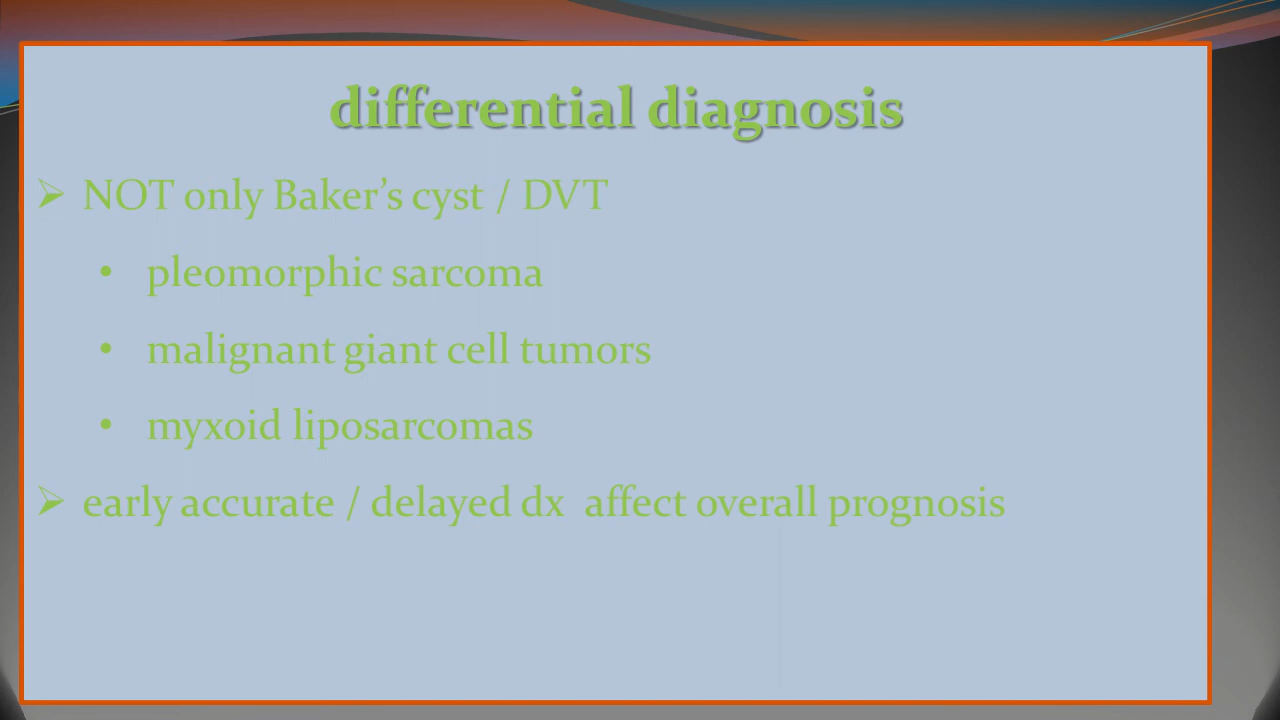 differential diagnosis
➢ NOT only Baker’s cyst / DVT
• pleomorphic sarcoma
• malignant giant cell tumors
• myxoid liposarcomas
➢ early accurate / delayed dx  affect overall prognosis